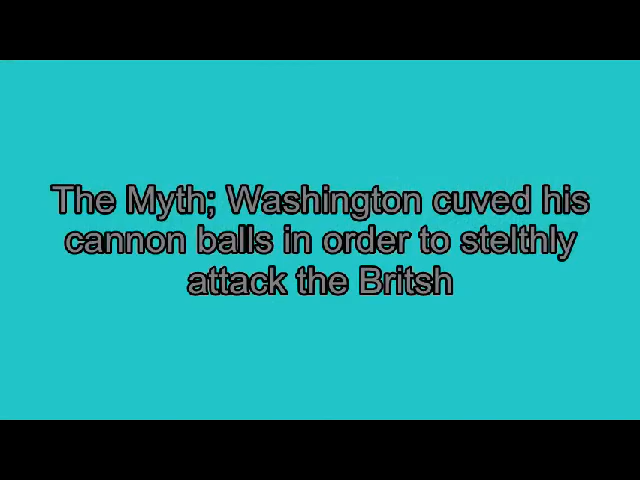 The Myth; Washington cuved his
cannon balls in order to stelthly
attack the Britsh